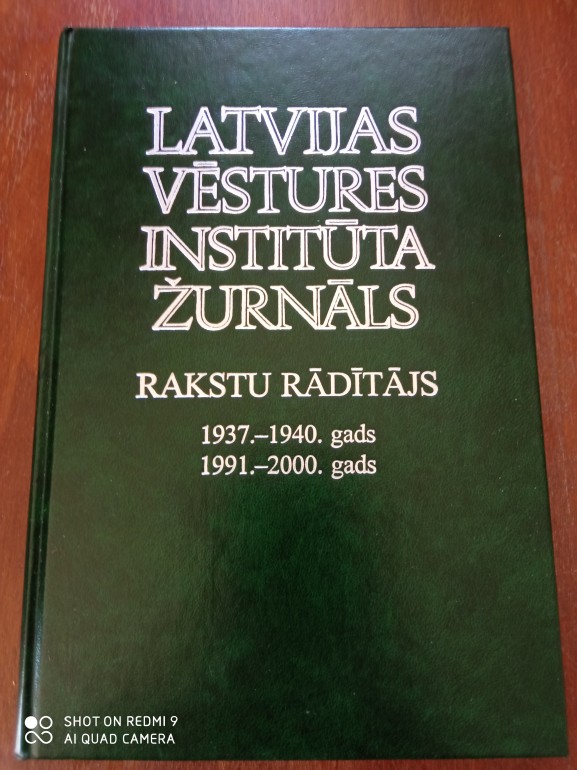 LATVIJAS
VĒSTURES
INSTITŪTA
ŽURNĀLS
RAKSTU RĀDĪTĀJS
1937.–1940. gads
1991.–2000. gads
SHOT ON REDMI 9
AI QUAD CAMERA